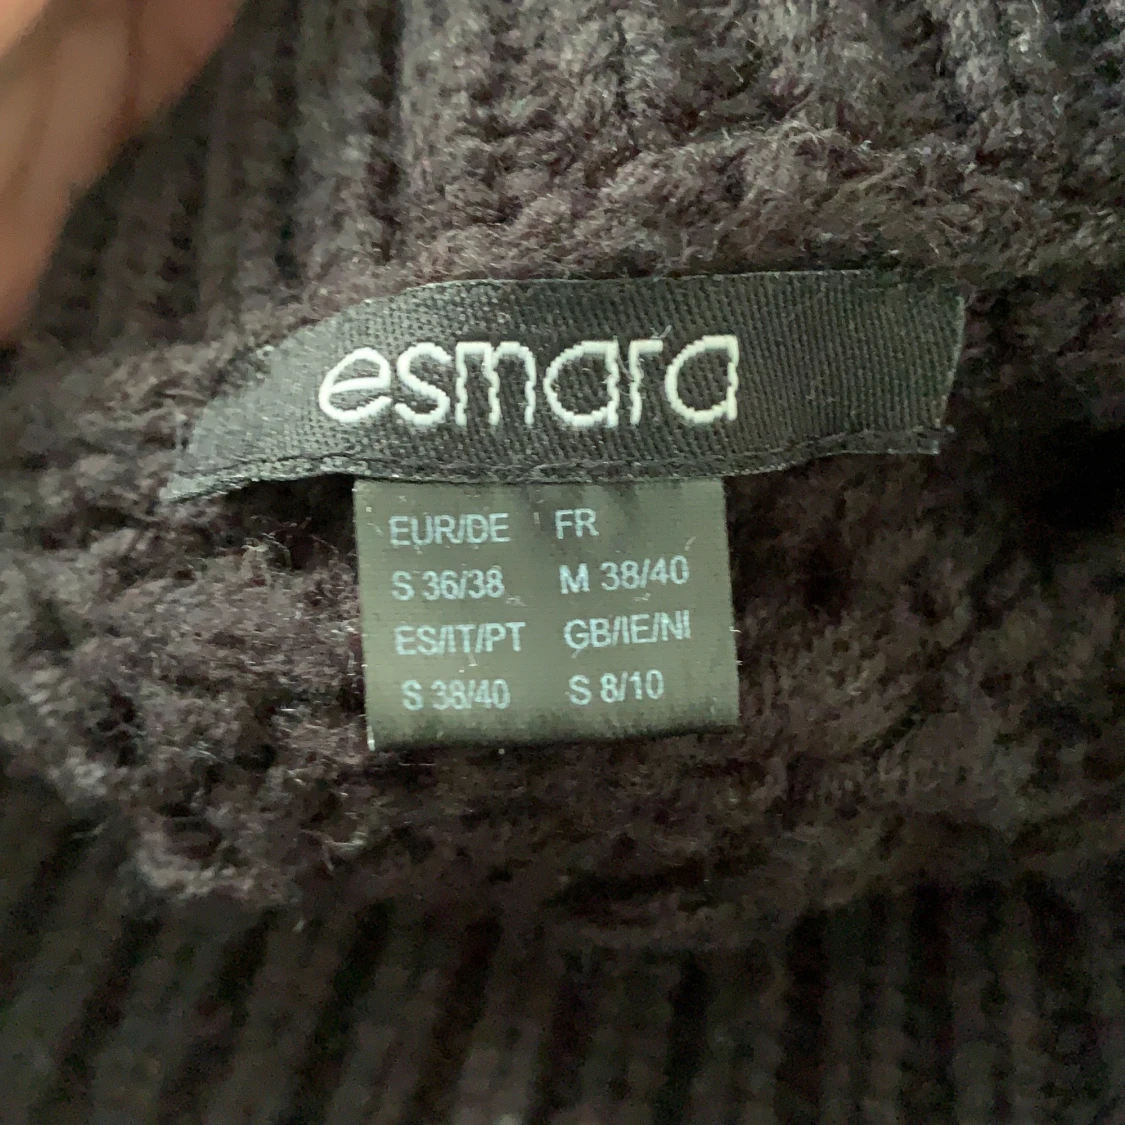 esmara
EUR/DE FR
S 36/38 M 38/40
ES/IT/PT GB/IE/NI
S 38/40 S 8/10